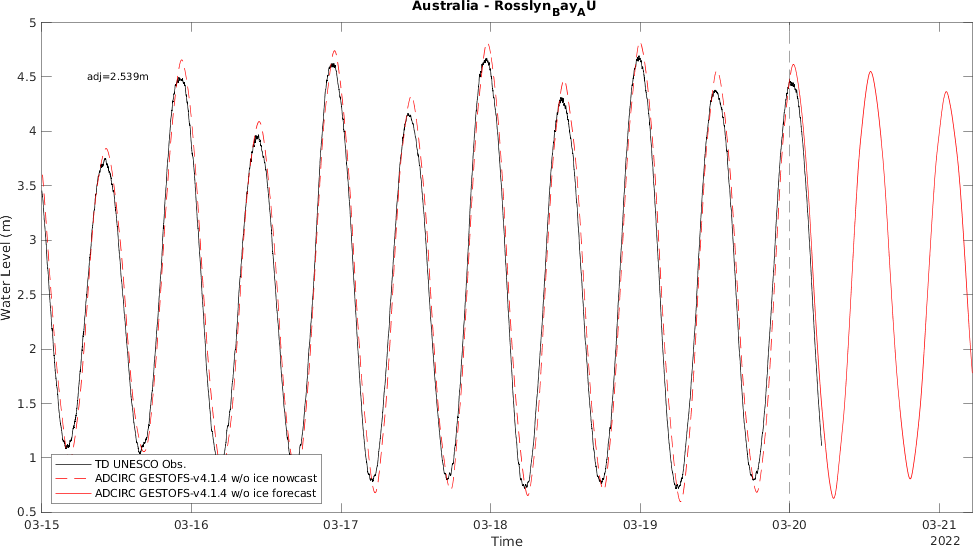 Australia - Rosslyn_Bay_AU
5
4.5
4
3.5
3
2.5
2
1.5
1
0.5
Water Level (m)
adj=2.539m
TD UNESCO Obs.
ADCIRC GESTOFS-v4.1.4 w/o ice nowcast
ADCIRC GESTOFS-v4.1.4 w/o ice forecast
03-15 03-16 03-17 03-18 03-19 03-20 03-21
Time
2022